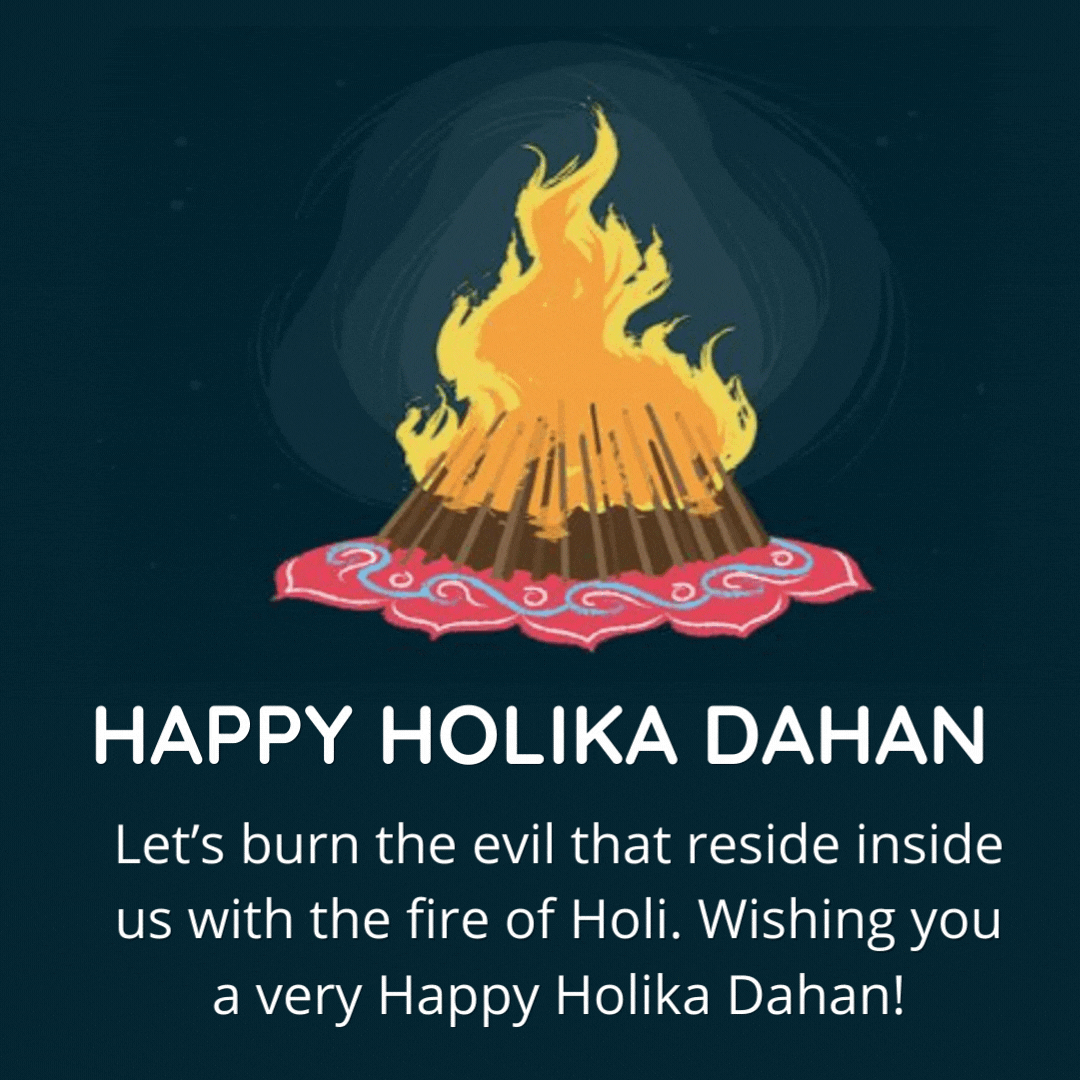 HAPPY HOLIKA DAHAN
Let’s burn the evil that reside inside
us with the fire of Holi. Wishing you
a very Happy Holika Dahan!